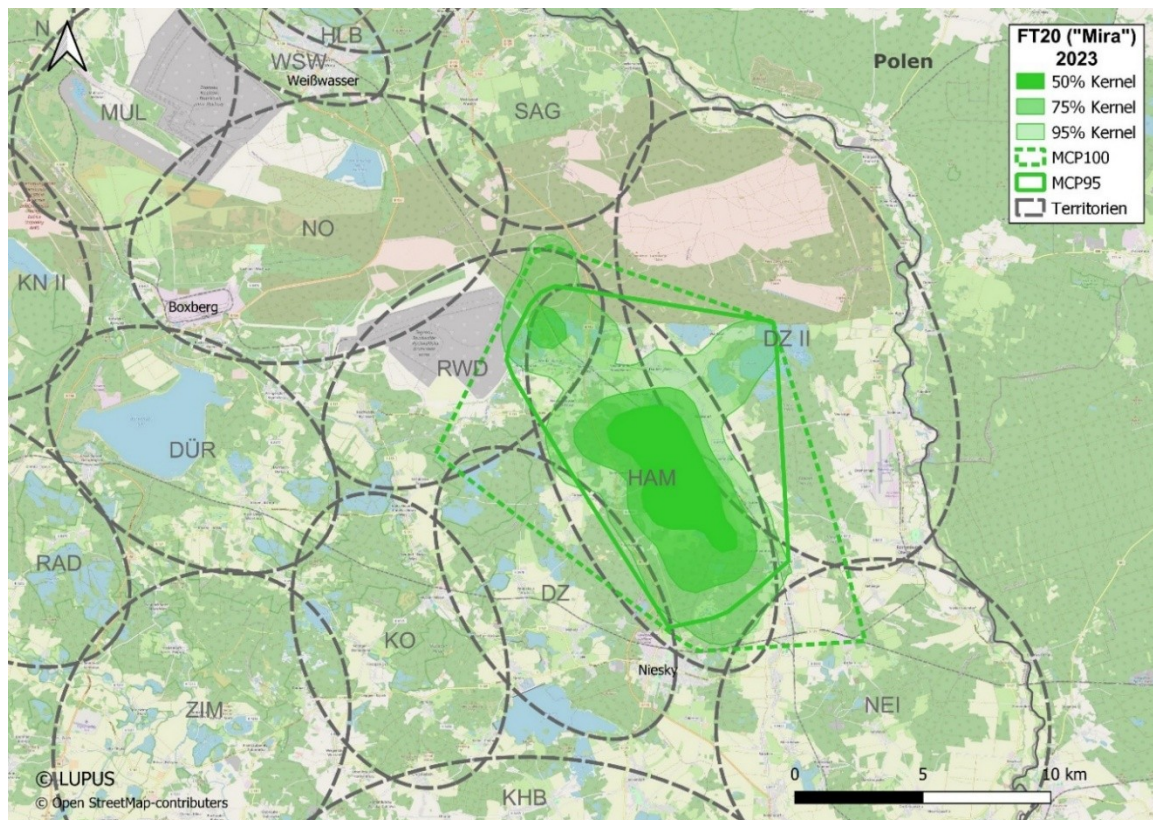 N
HLB
WSW
Weißwasser
MUL
SAG
Polen
FT20 ("Mira")
2023
50% Kernel
75% Kernel
95% Kernel
MCP100
MCP95
Territorien
NO
KN II
Boxberg
RWD
DZ II
DÜR
HAM
RAD
DZ
KO
Niesky
ZIM
NEI
KHB
0 5 10 km
© LUPUS
© Open StreetMap-contributors